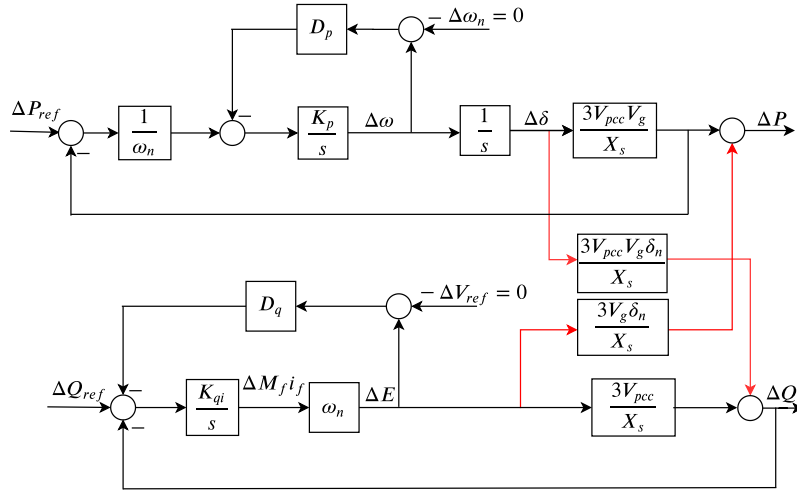 D_p
− Δω_n = 0
ΔP_ref
−
1/ω_n
−
K_p/s
Δω
1/s
Δδ
3V_pcc V_g/X_s
ΔP
3V_pcc V_g δ_n/X_s
D_q
− ΔV_ref = 0
3V_g δ_n/X_s
ΔQ_ref
−
−
K_qi/s
ΔM_f i_f
ω_n
ΔE
3V_pcc/X_s
ΔQ